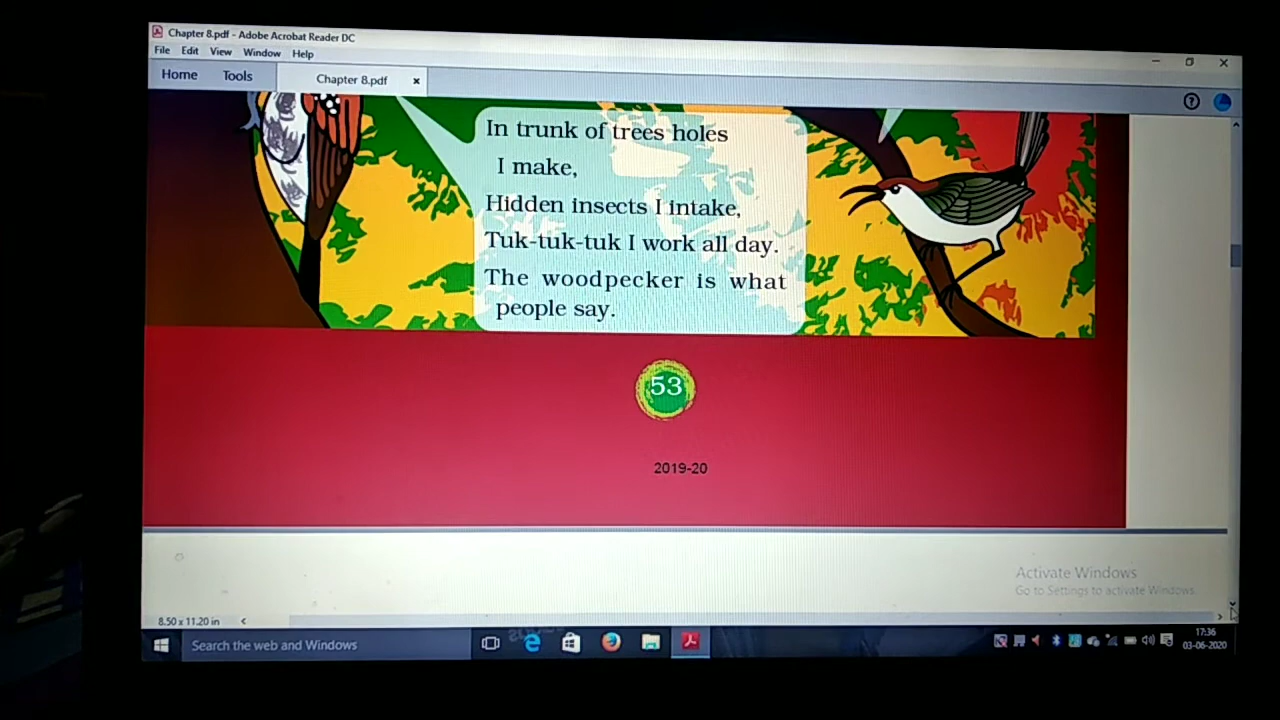 Chapter 8.pdf - Adobe Acrobat Reader DC
File Edit View Window Help
Home Tools Chapter 8.pdf ×
In trunk of trees holes
I make,
Hidden insects I intake,
Tuk-tuk-tuk I work all day.
The woodpecker is what
people say.
53
2019-20
Activate Windows
Go to Settings to activate Windows.
8.50 x 11.20 in
Search the web and Windows
17:36
03-06-2020